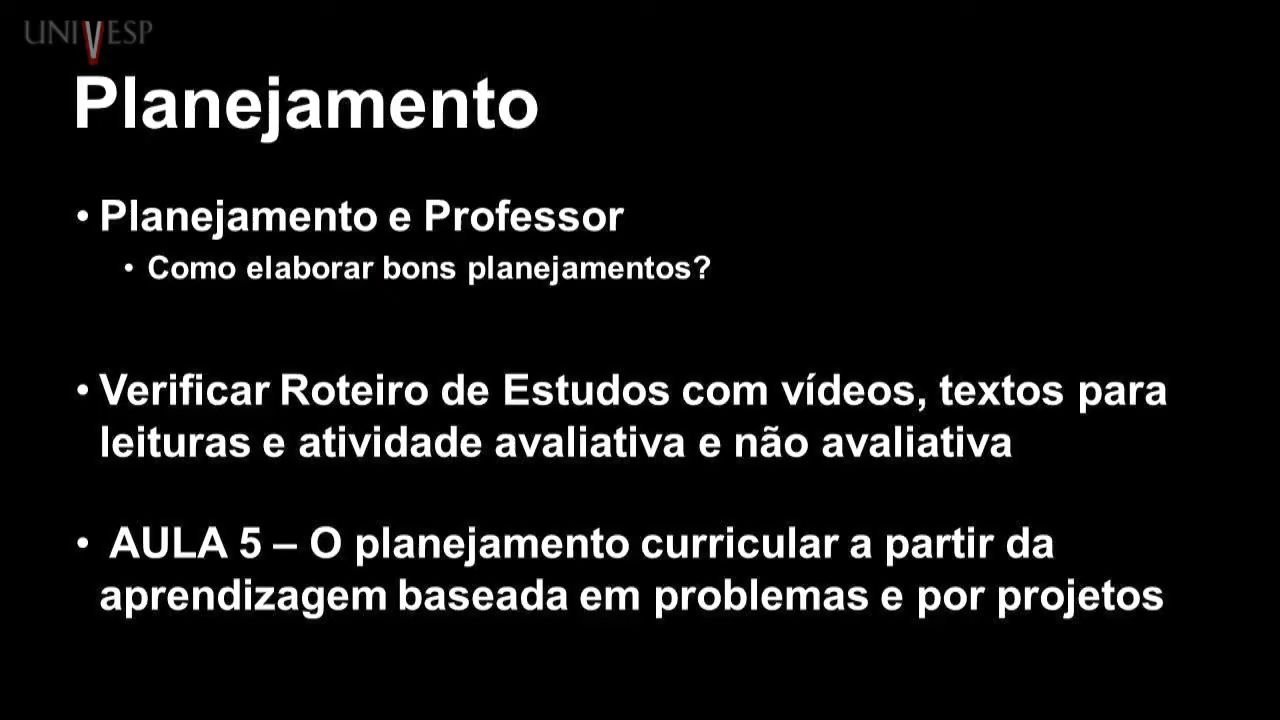 UNIVESP
Planejamento
• Planejamento e Professor
• Como elaborar bons planejamentos?
• Verificar Roteiro de Estudos com vídeos, textos para
leituras e atividade avaliativa e não avaliativa
• AULA 5 – O planejamento curricular a partir da
aprendizagem baseada em problemas e por projetos